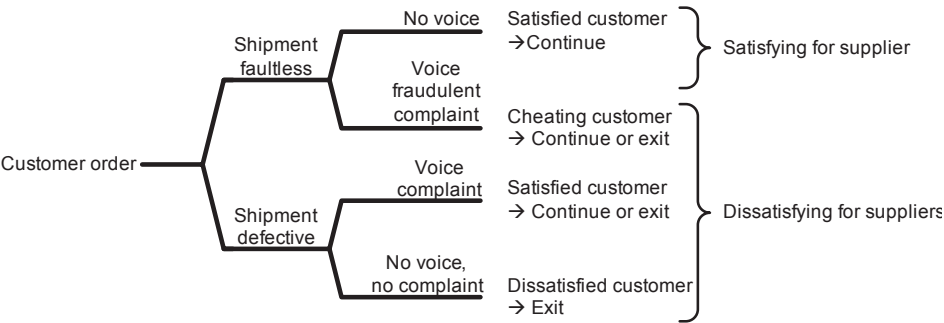 Customer order
Shipment
faultless
Shipment
defective
No voice
Voice
fraudulent
complaint
Voice
complaint
No voice,
no complaint
Satisfied customer
→Continue
Cheating customer
→ Continue or exit
Satisfied customer
→ Continue or exit
Dissatisfied customer
→ Exit
Satisfying for supplier
Dissatisfying for suppliers